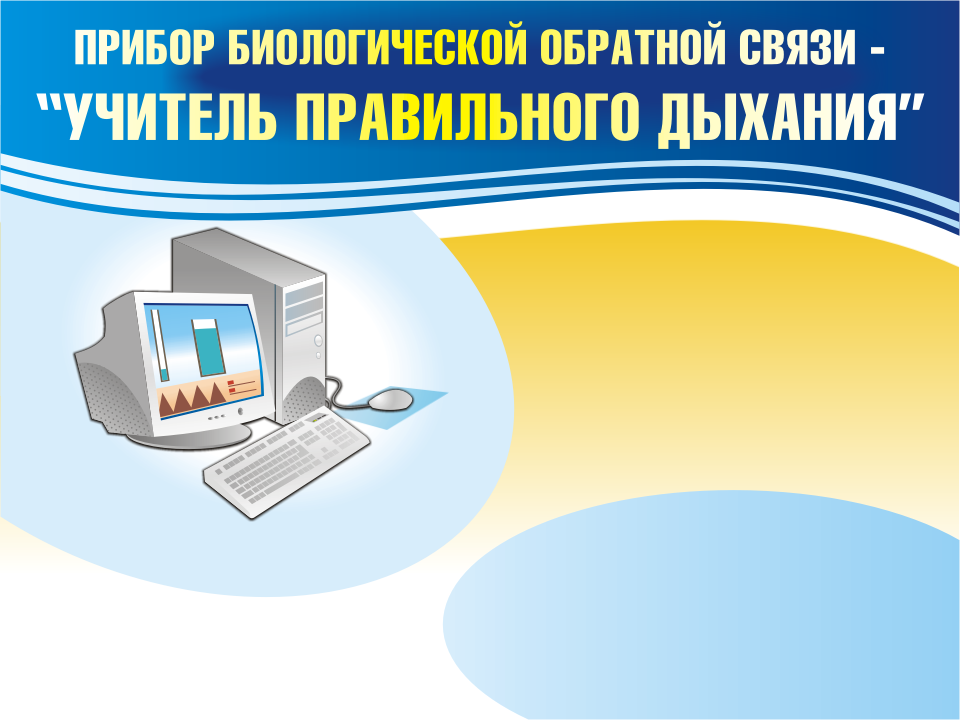 ПРИБОР БИОЛОГИЧЕСКОЙ ОБРАТНОЙ СВЯЗИ -
“УЧИТЕЛЬ ПРАВИЛЬНОГО ДЫХАНИЯ”